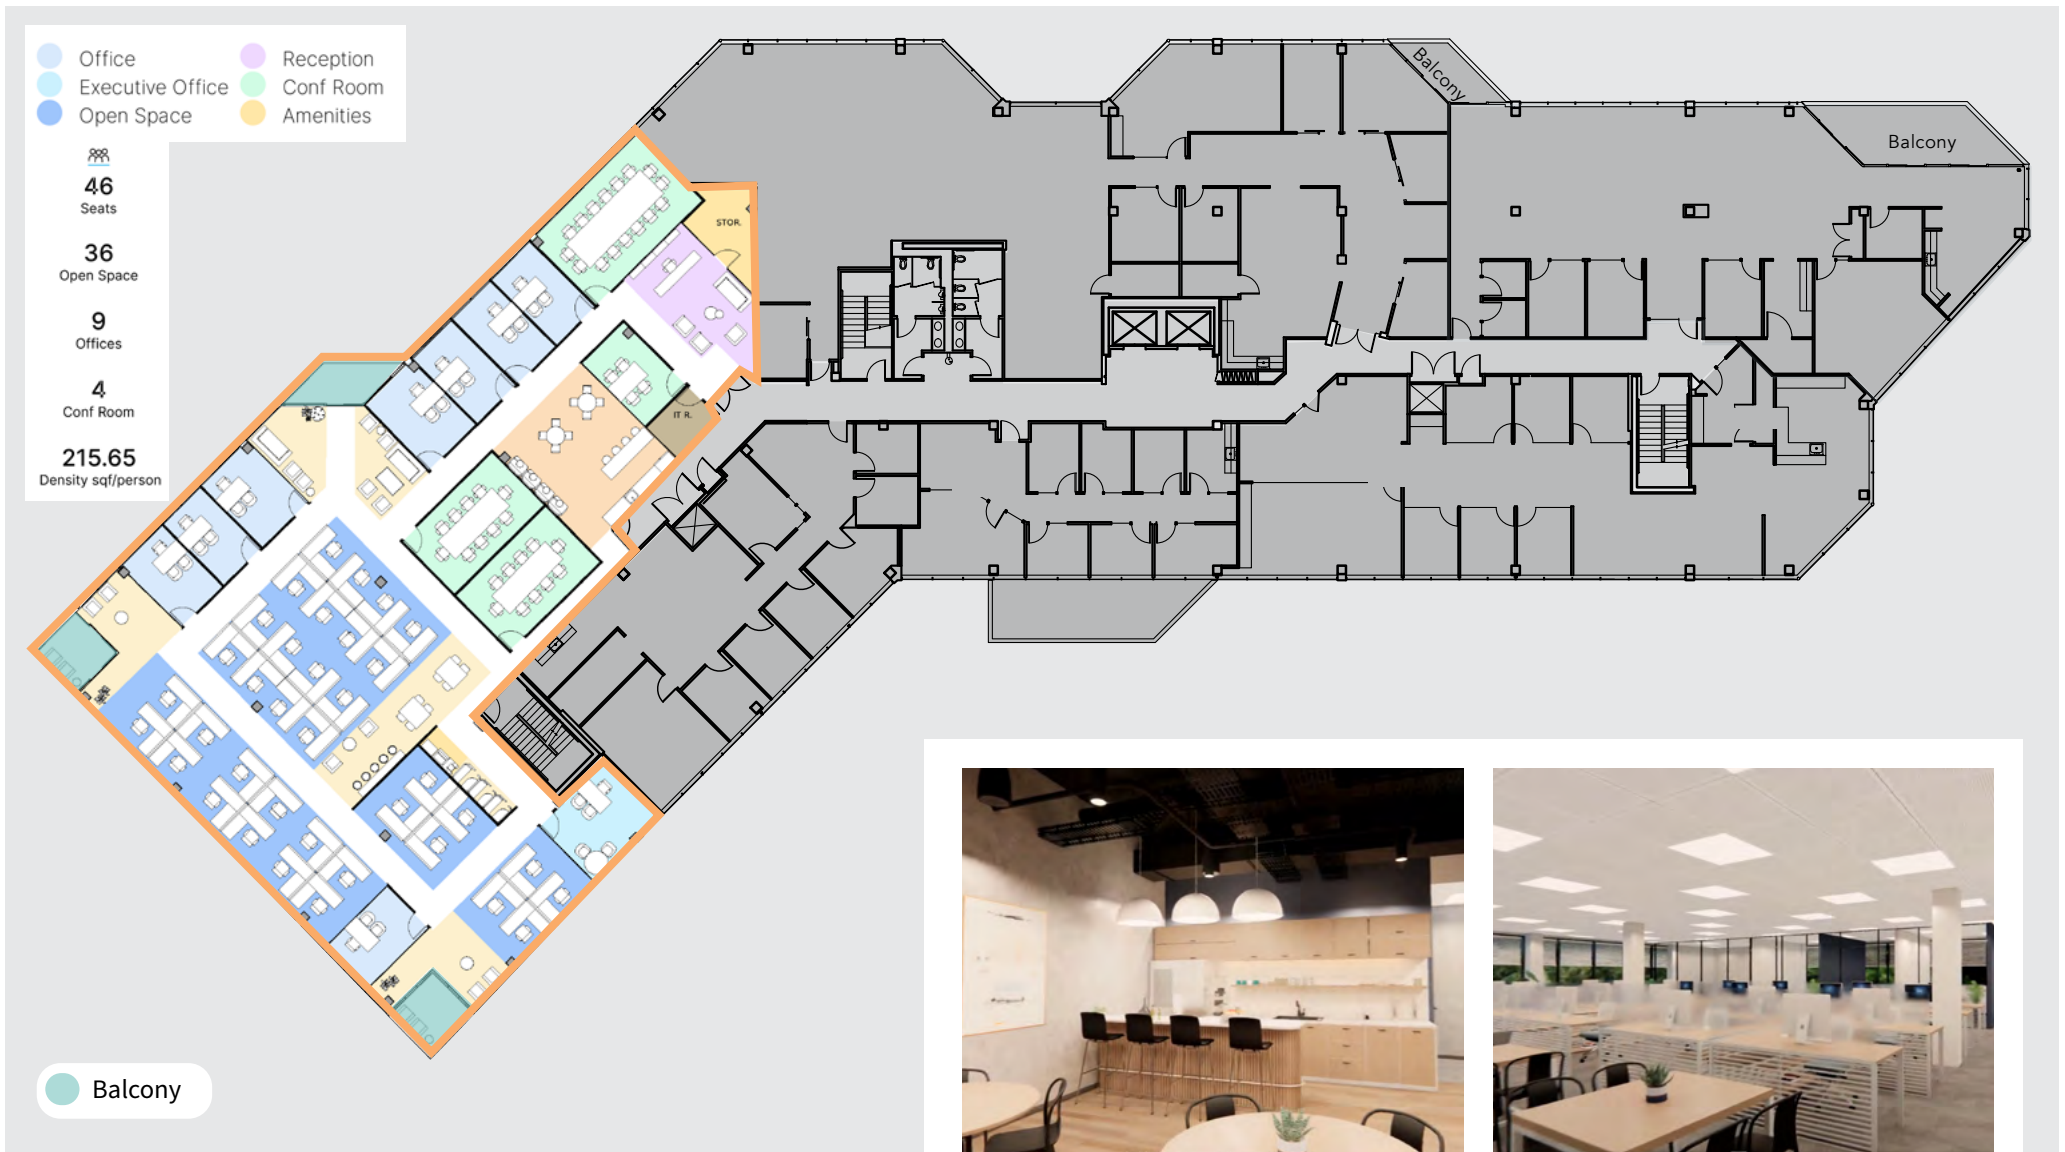 Office
Executive Office
Open Space
Reception
Conf Room
Amenities
46
Seats
36
Open Space
9
Offices
4
Conf Room
215.65
Density sqf/person
STOR.
IT R.
Balcony
Balcony
Balcony